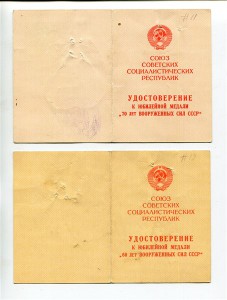 СОЮЗ
СОВЕТСКИХ
СОЦИАЛИСТИЧЕСКИХ
РЕСПУБЛИК
УДОСТОВЕРЕНИЕ
К ЮБИЛЕЙНОЙ МЕДАЛИ
„70 ЛЕТ ВООРУЖЕННЫХ СИЛ СССР"
СОЮЗ
СОВЕТСКИХ
СОЦИАЛИСТИЧЕСКИХ
РЕСПУБЛИК
УДОСТОВЕРЕНИЕ
К ЮБИЛЕЙНОЙ МЕДАЛИ
„60 ЛЕТ ВООРУЖЕННЫХ СИЛ СССР"